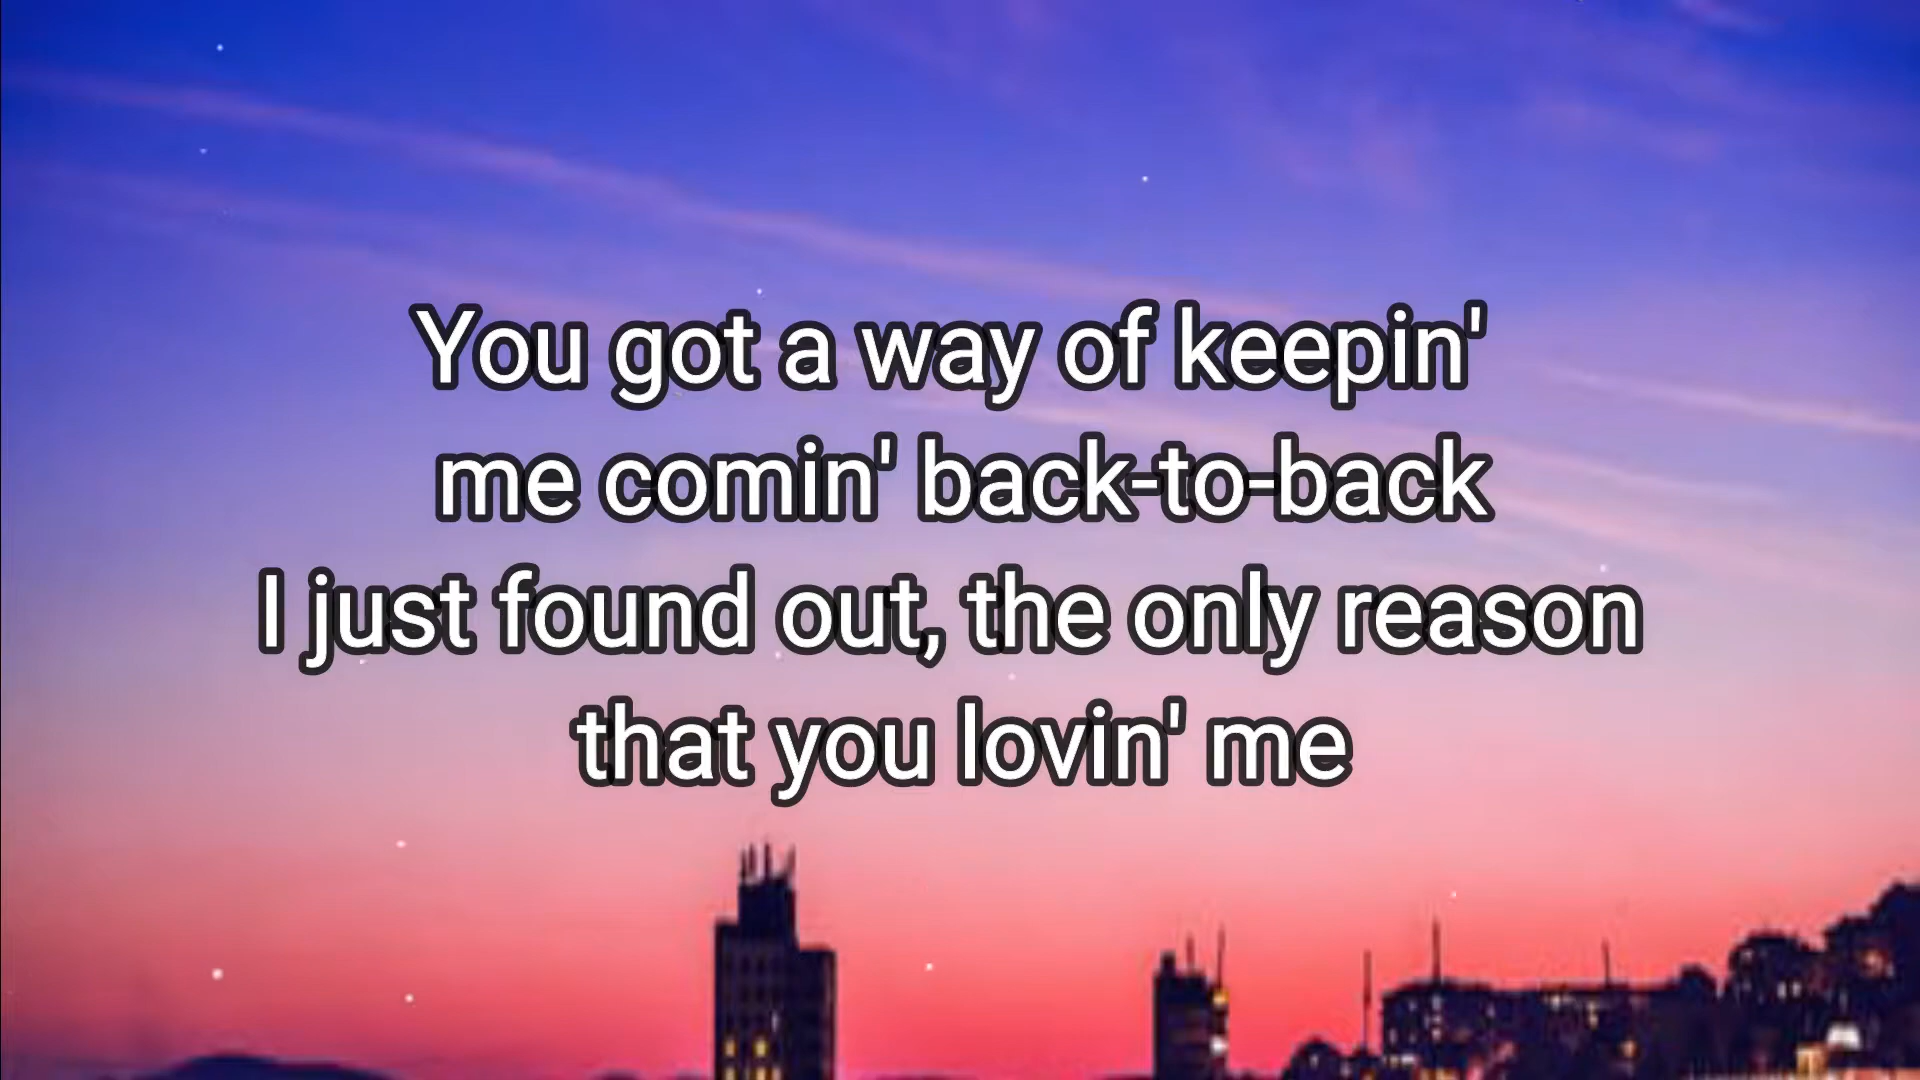 You got a way of keepin'
me comin' back-to-back
I just found out, the only reason
that you lovin' me